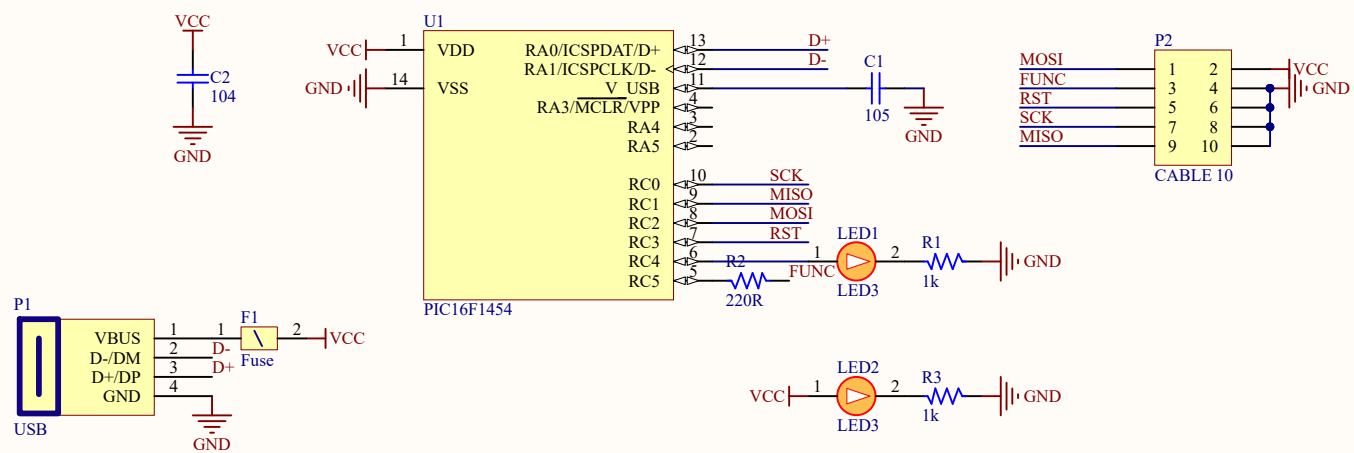 VCC
C2
104
GND
U1
VCC
1
VDD
GND
14
VSS
RA0/ICSPDAT/D+
13
D+
RA1/ICSPCLK/D-
12
D-
V_USB
11
RA3/MCLR/VPP
4
RA4
3
RA5
2
RC0
10
SCK
RC1
9
MISO
RC2
8
MOSI
RC3
7
RST
RC4
6
RC5
5
PIC16F1454
C1
105
GND
R2
220R
FUNC
1
LED1
LED3
2
R1
1k
GND
P2
MOSI
1
2
VCC
FUNC
3
4
GND
RST
5
6
SCK
7
8
MISO
9
10
CABLE 10
P1
VBUS
1
D-/DM
2
D-
D+/DP
3
D+
GND
4
USB
GND
1
F1
Fuse
2
VCC
VCC
1
LED2
LED3
2
R3
1k
GND